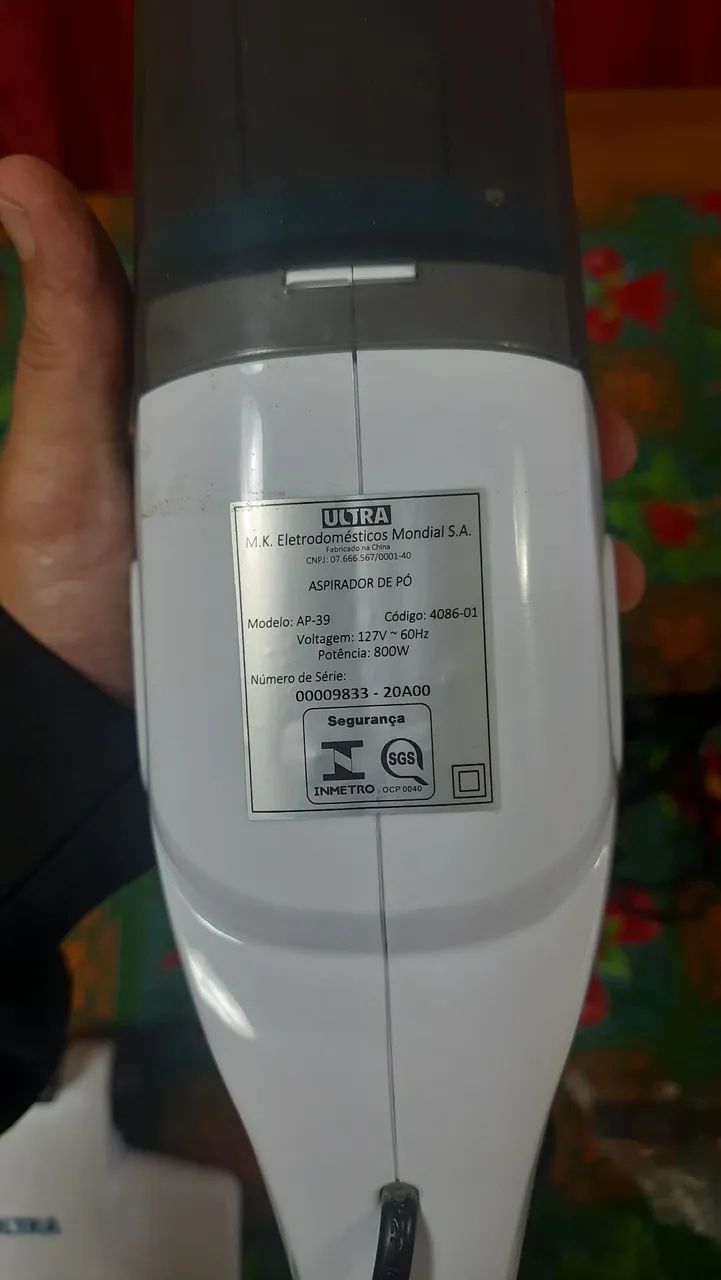 ULTRA
M.K. Eletrodomésticos Mondial S.A.
Fabricado na China
CNPJ: 07.666.567/0001-40
ASPIRADOR DE PÓ
Modelo: AP-39 Código: 4086-01
Voltagem: 127V ~ 60Hz
Potência: 800W
Número de Série:
00009833 - 20A00
Segurança
SGS
INMETRO OCP 0040